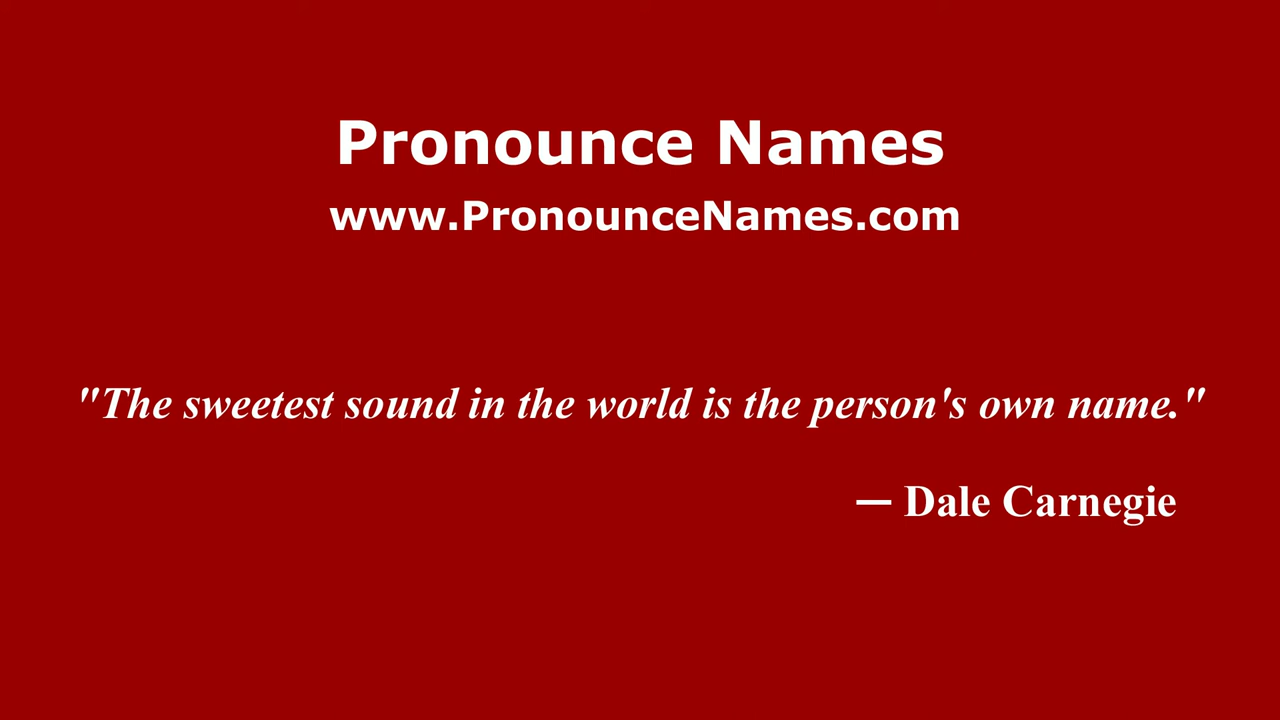 Pronounce Names
www.PronounceNames.com
"The sweetest sound in the world is the person's own name."
— Dale Carnegie